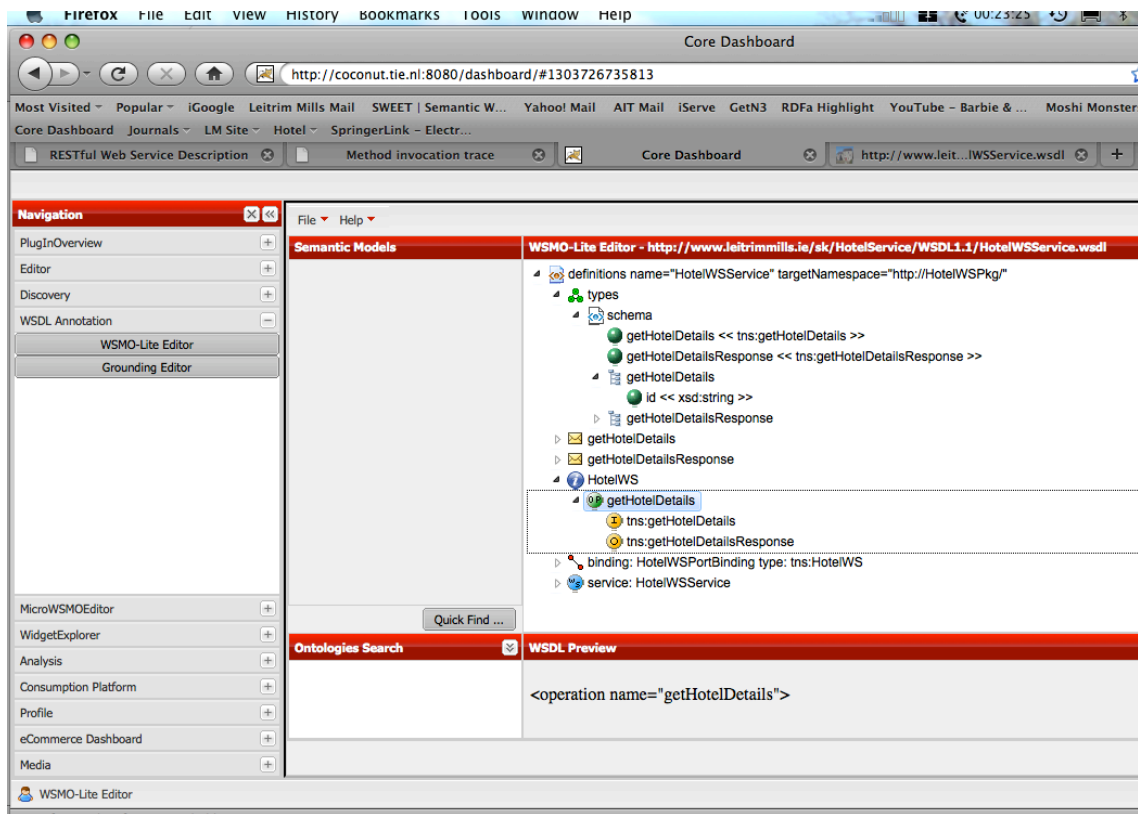 Firefox File Edit View History Bookmarks Tools Window Help 00:23:25
Core Dashboard
http://coconut.tie.nl:8080/dashboard/#1303726735813
Most Visited Popular iGoogle Leitrim Mills Mail SWEET | Semantic W... Yahoo! Mail AIT Mail iServe GetN3 RDFa Highlight YouTube – Barbie & ... Moshi Monster
Core Dashboard Journals LM Site Hotel SpringerLink – Electr...
RESTful Web Service Description Method invocation trace Core Dashboard http://www.leit...lWSService.wsdl +
Navigation
PlugInOverview
Editor
Discovery
WSDL Annotation
WSMO-Lite Editor
Grounding Editor
MicroWSMOEditor
WidgetExplorer
Analysis
Consumption Platform
Profile
eCommerce Dashboard
Media
File Help
Semantic Models
Quick Find ...
Ontologies Search
WSMO-Lite Editor - http://www.leitrimmills.ie/sk/HotelService/WSDL1.1/HotelWSService.wsdl
definitions name="HotelWSService" targetNamespace="http://HotelWSPkg/"
types
schema
getHotelDetails << tns:getHotelDetails >>
getHotelDetailsResponse << tns:getHotelDetailsResponse >>
getHotelDetails
id << xsd:string >>
getHotelDetailsResponse
getHotelDetails
getHotelDetailsResponse
HotelWS
getHotelDetails
tns:getHotelDetails
tns:getHotelDetailsResponse
binding: HotelWSPortBinding type: tns:HotelWS
service: HotelWSService
WSDL Preview
<operation name="getHotelDetails">
WSMO-Lite Editor